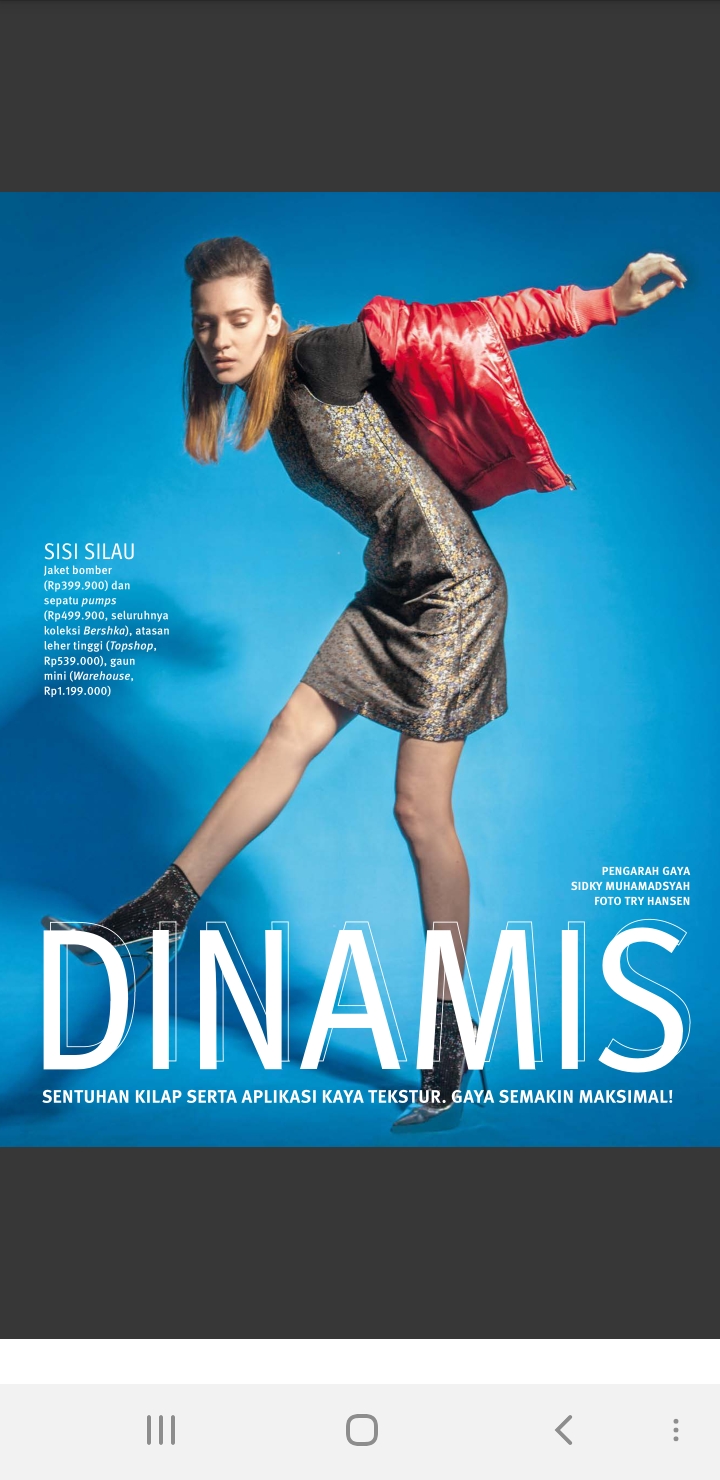 SISI SILAU
Jaket bomber
(Rp399.900) dan
sepatu pumps
(Rp499.900, seluruhnya
koleksi Bershka), atasan
leher tinggi (Topshop,
Rp539.000), gaun
mini (Warehouse,
Rp1.199.000)
PENGARAH GAYA
SIDKY MUHAMADSYAH
FOTO TRY HANSEN
DINAMIS
SENTUHAN KILAP SERTA APLIKASI KAYA TEKSTUR. GAYA SEMAKIN MAKSIMAL!